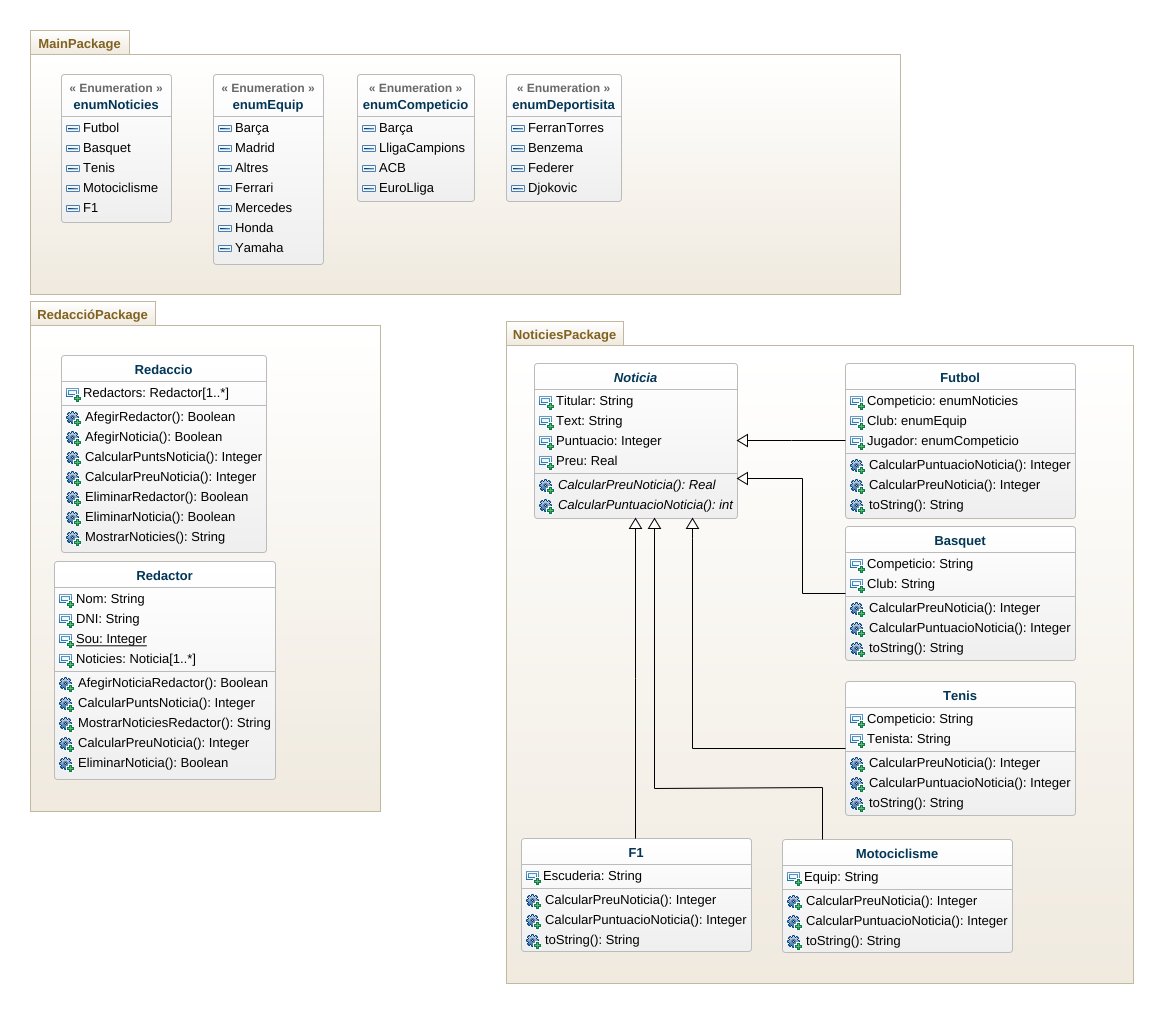 MainPackage
« Enumeration »
enumNoticies
Futbol
Basquet
Tenis
Motociclisme
F1
« Enumeration »
enumEquip
Barça
Madrid
Altres
Ferrari
Mercedes
Honda
Yamaha
« Enumeration »
enumCompeticio
Barça
LligaCampions
ACB
EuroLliga
« Enumeration »
enumDeportisita
FerranTorres
Benzema
Federer
Djokovic
RedaccióPackage
Redaccio
Redactors: Redactor[1..*]
AfegirRedactor(): Boolean
AfegirNoticia(): Boolean
CalcularPuntsNoticia(): Integer
CalcularPreuNoticia(): Integer
EliminarRedactor(): Boolean
EliminarNoticia(): Boolean
MostrarNoticies(): String
Redactor
Nom: String
DNI: String
Sou: Integer
Noticies: Noticia[1..*]
AfegirNoticiaRedactor(): Boolean
CalcularPuntsNoticia(): Integer
MostrarNoticiesRedactor(): String
CalcularPreuNoticia(): Integer
EliminarNoticia(): Boolean
NoticiesPackage
Noticia
Titular: String
Text: String
Puntuacio: Integer
Preu: Real
CalcularPreuNoticia(): Real
CalcularPuntuacioNoticia(): int
Futbol
Competicio: enumNoticies
Club: enumEquip
Jugador: enumCompeticio
CalcularPuntuacioNoticia(): Integer
CalcularPreuNoticia(): Integer
toString(): String
Basquet
Competicio: String
Club: String
CalcularPreuNoticia(): Integer
CalcularPuntuacioNoticia(): Integer
toString(): String
Tenis
Competicio: String
Tenista: String
CalcularPreuNoticia(): Integer
CalcularPuntuacioNoticia(): Integer
toString(): String
F1
Escuderia: String
CalcularPreuNoticia(): Integer
CalcularPuntuacioNoticia(): Integer
toString(): String
Motociclisme
Equip: String
CalcularPreuNoticia(): Integer
CalcularPuntuacioNoticia(): Integer
toString(): String